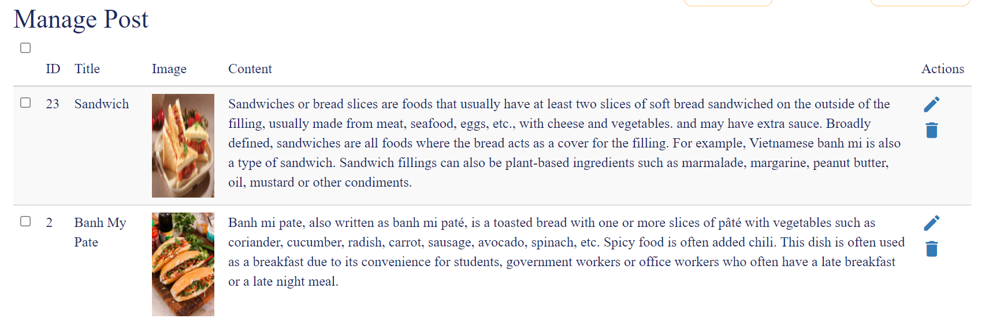 Manage Post
ID Title Image Content Actions
23 Sandwich Sandwiches or bread slices are foods that usually have at least two slices of soft bread sandwiched on the outside of the
filling, usually made from meat, seafood, eggs, etc., with cheese and vegetables. and may have extra sauce. Broadly
defined, sandwiches are all foods where the bread acts as a cover for the filling. For example, Vietnamese banh mi is also
a type of sandwich. Sandwich fillings can also be plant-based ingredients such as marmalade, margarine, peanut butter,
oil, mustard or other condiments.
2 Banh My Banh mi pate, also written as banh mi paté, is a toasted bread with one or more slices of pâté with vegetables such as
Pate coriander, cucumber, radish, carrot, sausage, avocado, spinach, etc. Spicy food is often added chili. This dish is often used
as a breakfast due to its convenience for students, government workers or office workers who often have a late breakfast
or a late night meal.